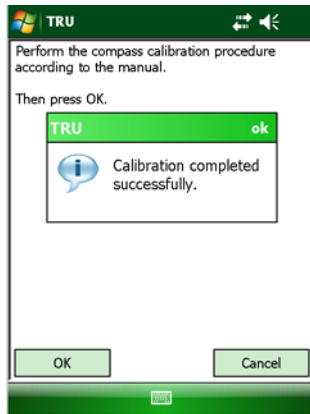 TRU
Perform the compass calibration procedure
according to the manual.
Then press OK.
TRU ok
Calibration completed
successfully.
OK Cancel